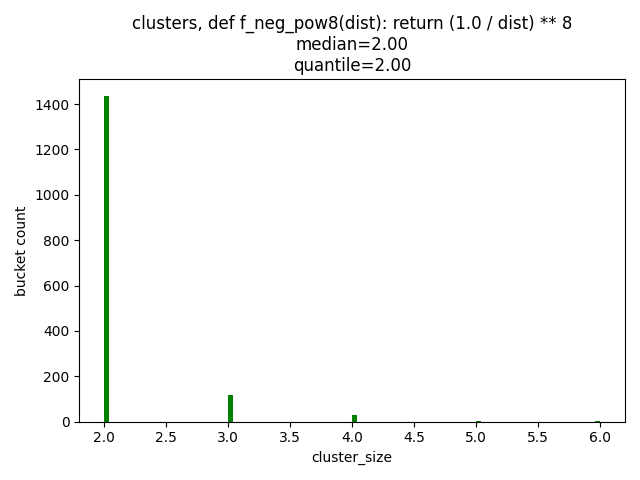 clusters, def f_neg_pow8(dist): return (1.0 / dist) ** 8
median=2.00
quantile=2.00
1400
1200
1000
800
600
400
200
0
bucket count
2.0 2.5 3.0 3.5 4.0 4.5 5.0 5.5 6.0
cluster_size